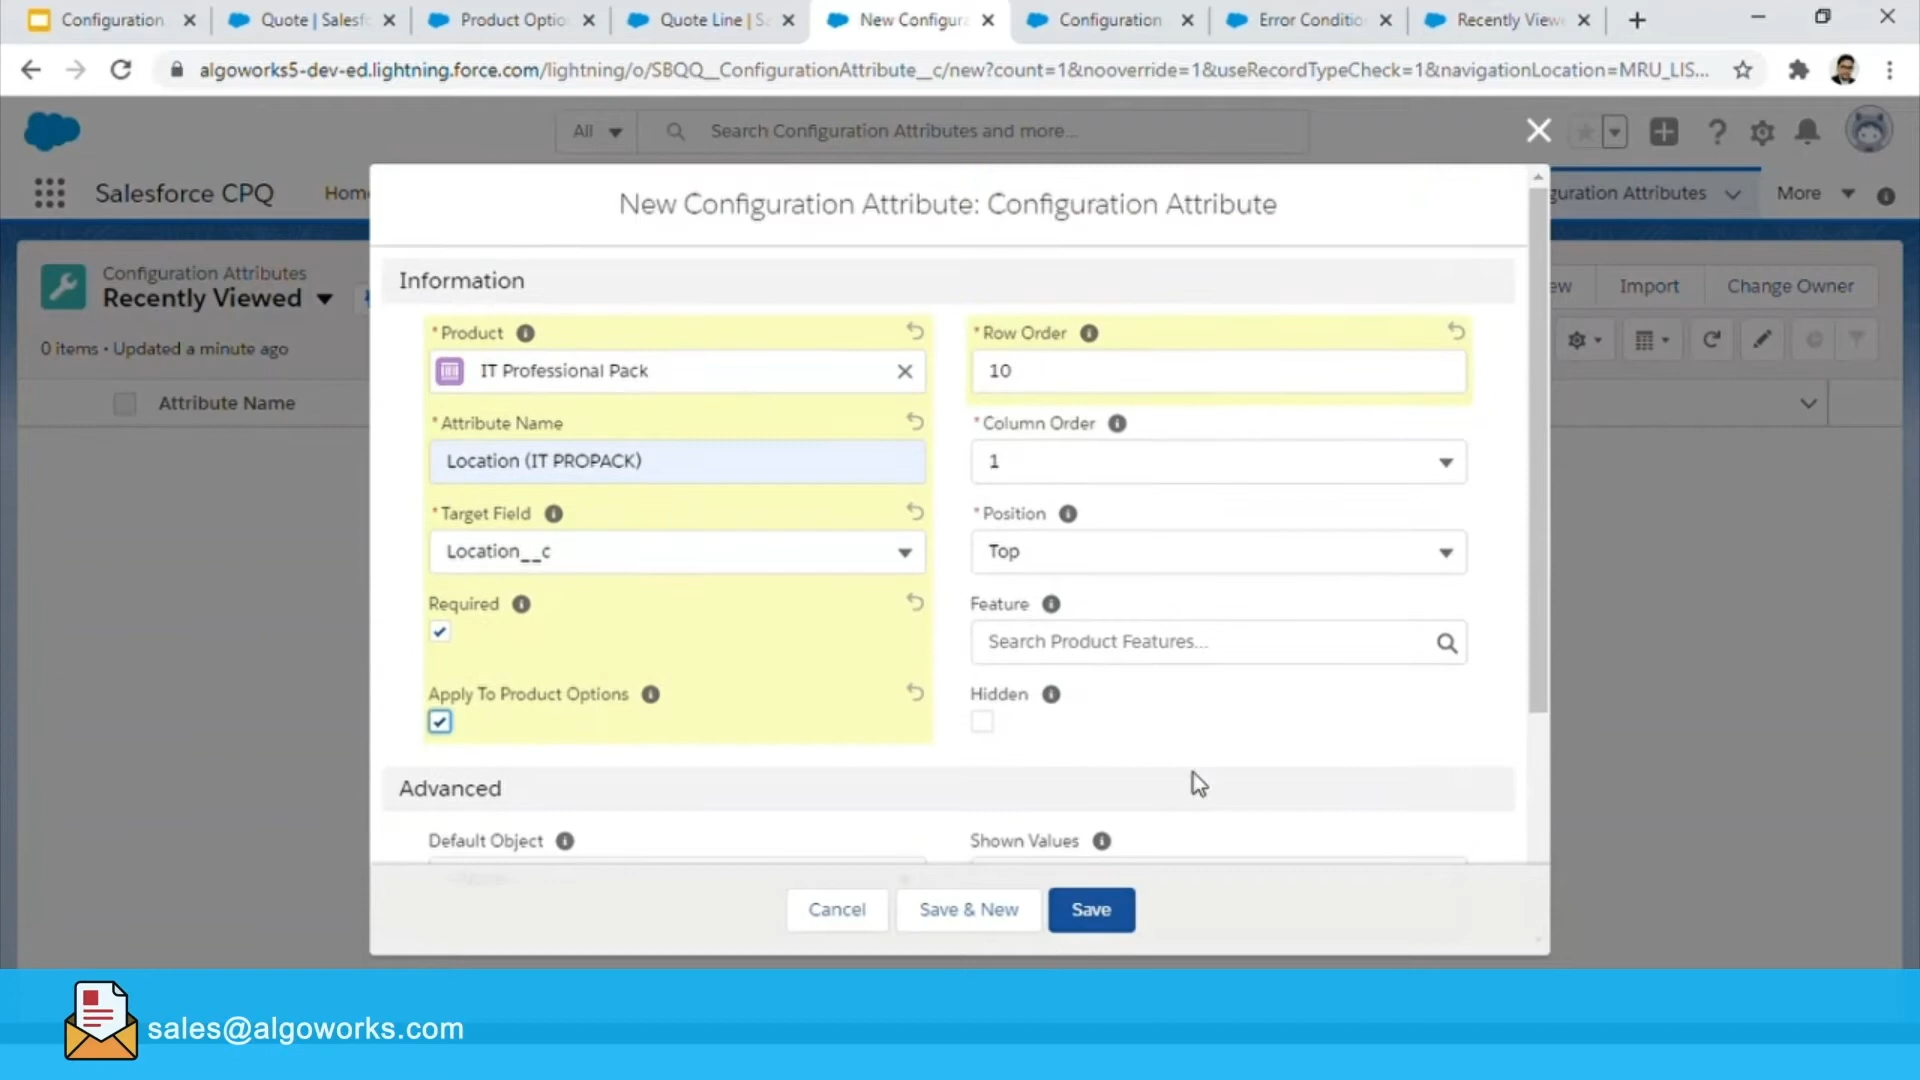 Configuration
Quote | Salesf
Product Optio
Quote Line | S
New Configura
Configuration
Error Conditio
Recently View
algoworks5-dev-ed.lightning.force.com/lightning/o/SBQQ__ConfigurationAttribute__c/new?count=1&nooverride=1&useRecordTypeCheck=1&navigationLocation=MRU_LIS...
All
Search Configuration Attributes and more...
Salesforce CPQ
Hom
guration Attributes
More
New Configuration Attribute: Configuration Attribute
Configuration Attributes
Recently Viewed
ew
Import
Change Owner
0 items • Updated a minute ago
Attribute Name
Information
*Product
IT Professional Pack
*Row Order
10
*Attribute Name
Location (IT PROPACK)
*Column Order
1
*Target Field
Location__c
*Position
Top
Required
Feature
Search Product Features...
Apply To Product Options
Hidden
Advanced
Default Object
Shown Values
Cancel
Save & New
Save
sales@algoworks.com